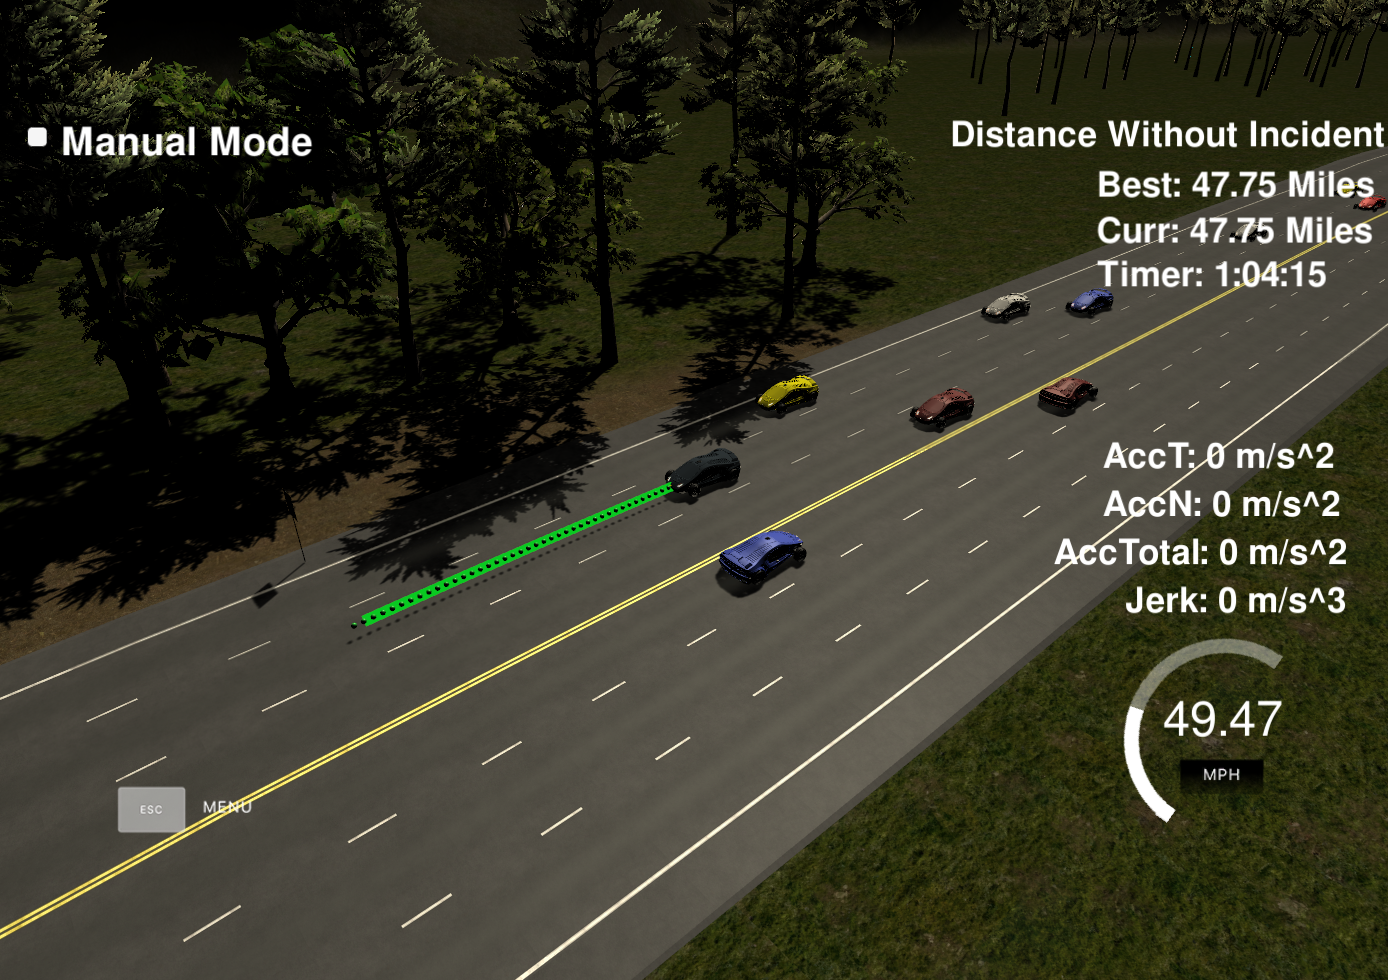 Manual Mode
Distance Without Incident
Best: 47.75 Miles
Curr: 47.75 Miles
Timer: 1:04:15
AccT: 0 m/s^2
AccN: 0 m/s^2
AccTotal: 0 m/s^2
Jerk: 0 m/s^3
49.47
MPH
ESC MENU